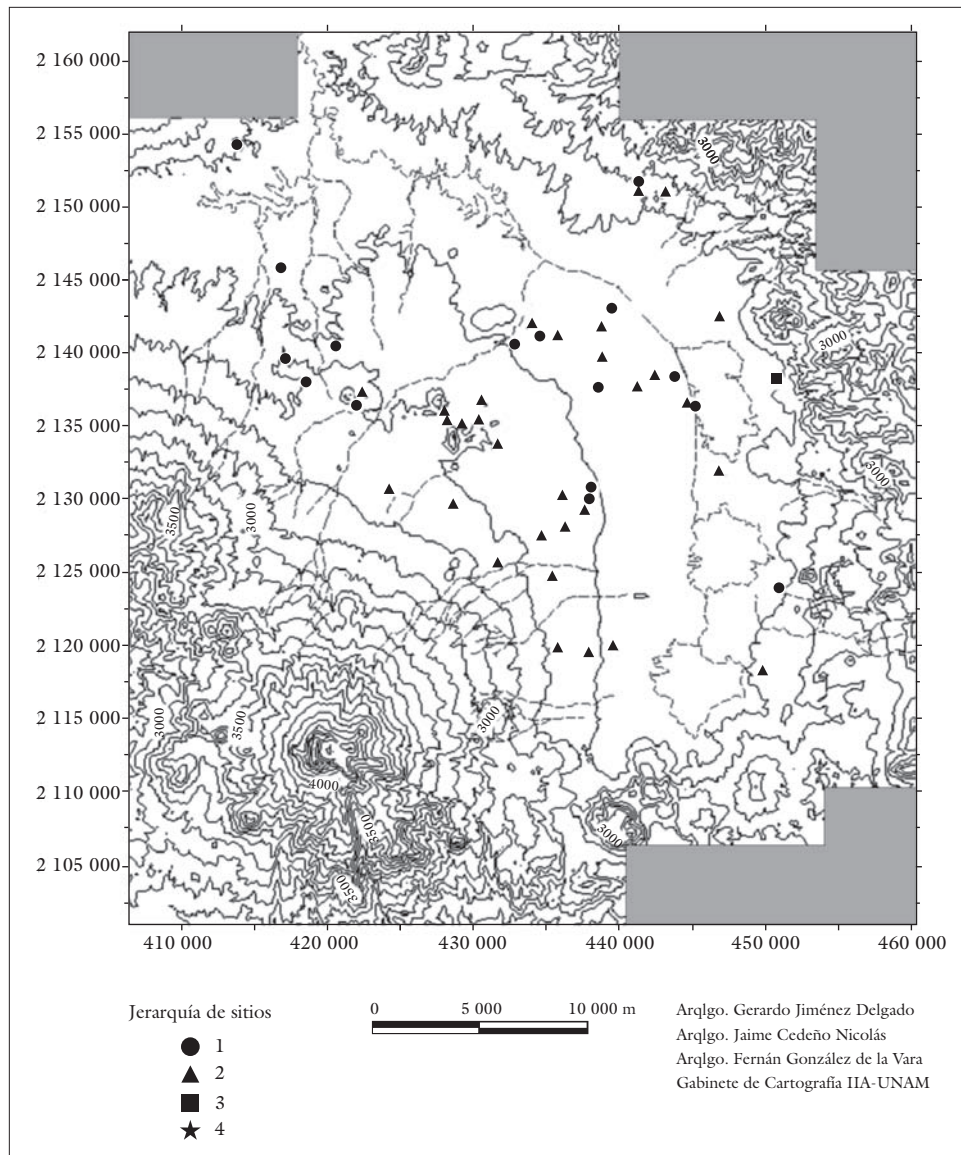 2 160 000
2 155 000
2 150 000
2 145 000
2 140 000
2 135 000
2 130 000
2 125 000
2 120 000
2 115 000
2 110 000
2 105 000
3000
3000
3000
3500
3000
3000
3500
3000
4000
3500
3500
3000
410 000 420 000 430 000 440 000 450 000 460 000
Jerarquía de sitios
1
2
3
4
0 5 000 10 000 m
Arqlgo. Gerardo Jiménez Delgado
Arqlgo. Jaime Cedeño Nicolás
Arqlgo. Fernán González de la Vara
Gabinete de Cartografía IIA-UNAM